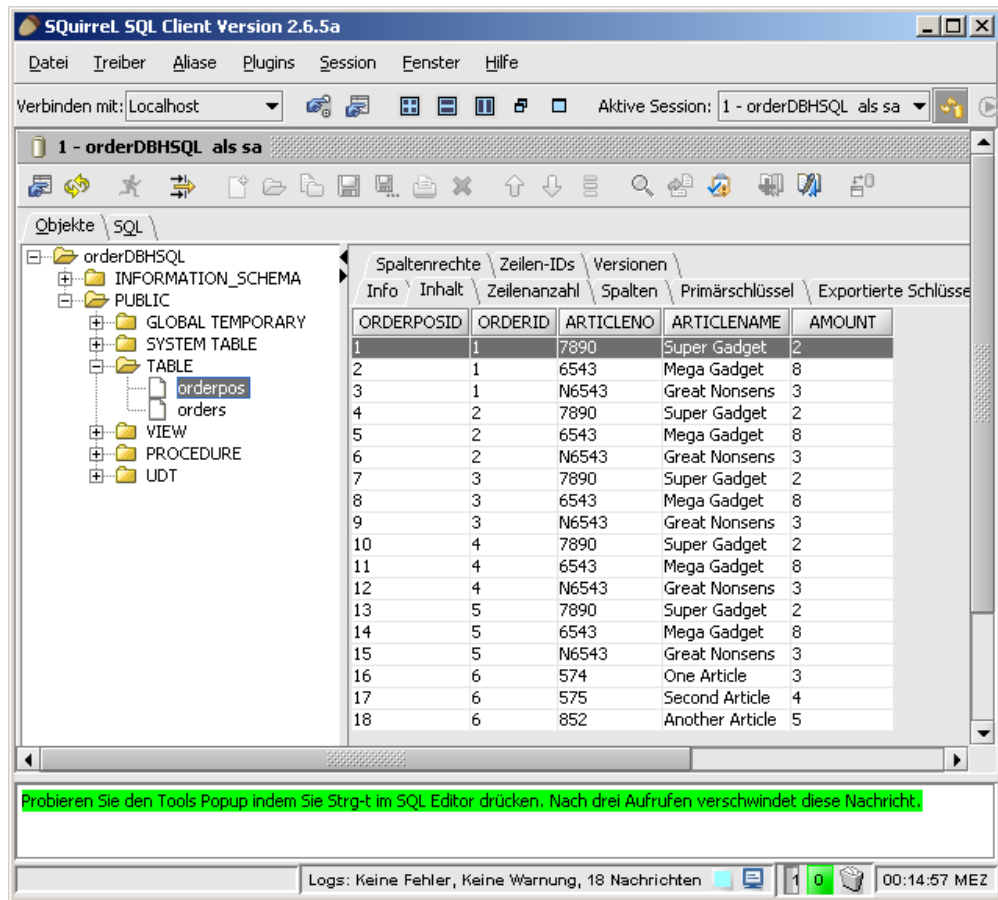 SQuirreL SQL Client Version 2.6.5a
Datei Treiber Aliase Plugins Session Fenster Hilfe
Verbinden mit: Localhost Aktive Session: 1 - orderDBHSQL als sa
1 - orderDBHSQL als sa
Objekte SQL
orderDBHSQL
INFORMATION_SCHEMA
PUBLIC
GLOBAL TEMPORARY
SYSTEM TABLE
TABLE
orderpos
orders
VIEW
PROCEDURE
UDT
Spaltenrechte Zeilen-IDs Versionen
Info Inhalt Zeilenanzahl Spalten Primärschlüssel Exportierte Schlüsse
ORDERPOSID ORDERID ARTICLENO ARTICLENAME AMOUNT
1 1 7890 Super Gadget 2
2 1 6543 Mega Gadget 8
3 1 N6543 Great Nonsens 3
4 2 7890 Super Gadget 2
5 2 6543 Mega Gadget 8
6 2 N6543 Great Nonsens 3
7 3 7890 Super Gadget 2
8 3 6543 Mega Gadget 8
9 3 N6543 Great Nonsens 3
10 4 7890 Super Gadget 2
11 4 6543 Mega Gadget 8
12 4 N6543 Great Nonsens 3
13 5 7890 Super Gadget 2
14 5 6543 Mega Gadget 8
15 5 N6543 Great Nonsens 3
16 6 574 One Article 3
17 6 575 Second Article 4
18 6 852 Another Article 5
Probieren Sie den Tools Popup indem Sie Strg-t im SQL Editor drücken. Nach drei Aufrufen verschwindet diese Nachricht.
Logs: Keine Fehler, Keine Warnung, 18 Nachrichten 1 0 00:14:57 MEZ